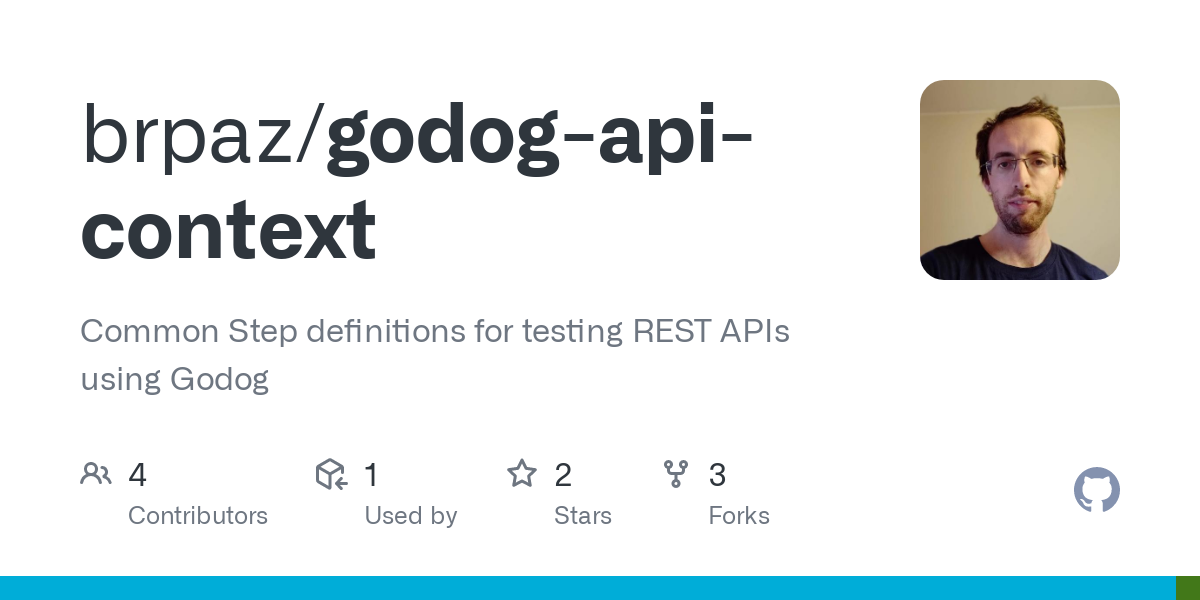 brpaz/godog-api-
context
Common Step definitions for testing REST APIs
using Godog
4 1 2 3
Contributors Used by Stars Forks